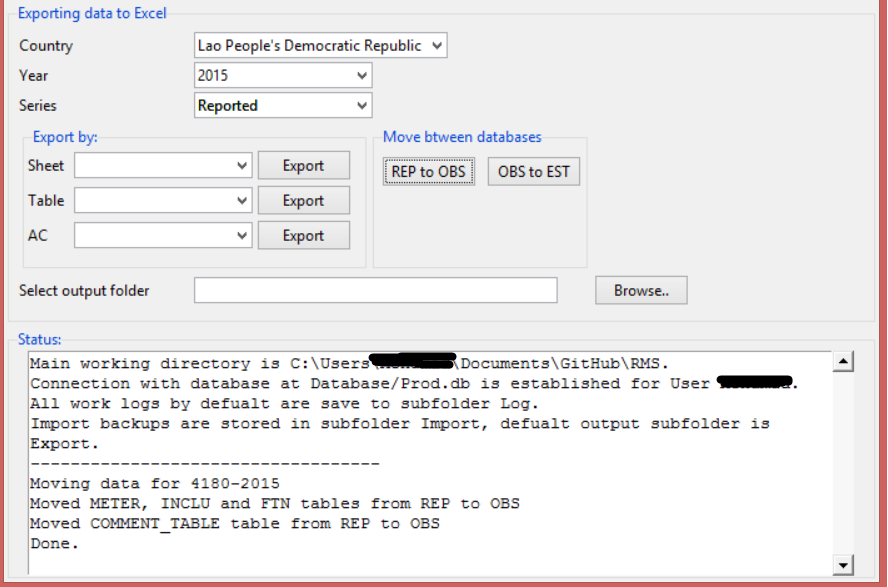 Exporting data to Excel
Country Lao People's Democratic Republic
Year 2015
Series Reported
Export by:
Sheet Export
Table Export
AC Export
Move btween databases
REP to OBS OBS to EST
Select output folder Browse..
Status:
Main working directory is C:\Users\ \Documents\GitHub\RMS.
Connection with database at Database/Prod.db is established for User .
All work logs by defualt are save to subfolder Log.
Import backups are stored in subfolder Import, defualt output subfolder is
Export.
-----------------------------------
Moving data for 4180-2015
Moved METER, INCLU and FTN tables from REP to OBS
Moved COMMENT_TABLE table from REP to OBS
Done.